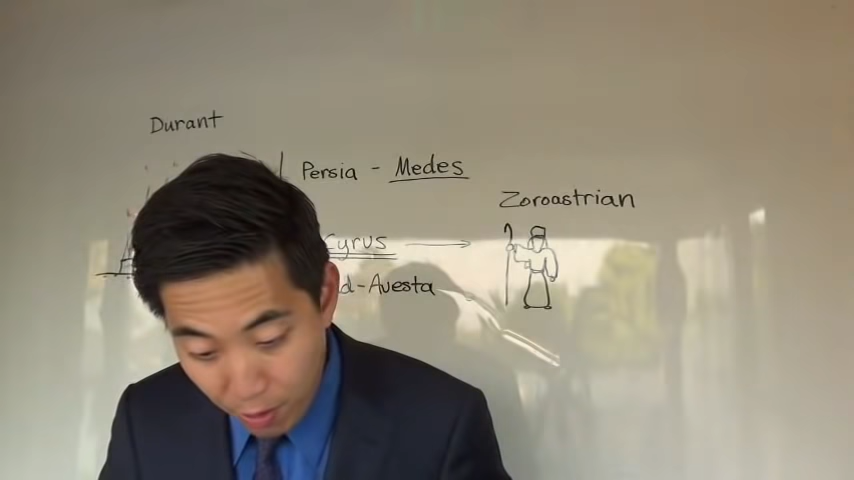 Durant
Persia - Medes
Zoroastrian
Cyrus
d-Avesta